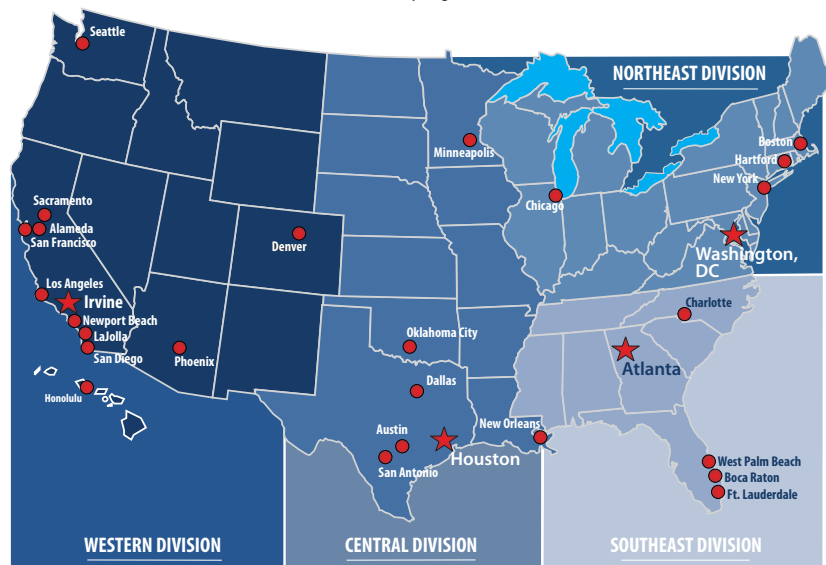 Seattle
NORTHEAST DIVISION
Boston
Minneapolis
Hartford
New York
Sacramento
Chicago
Alameda
San Francisco
Denver
Washington,
DC
Los Angeles
Irvine
Charlotte
Newport Beach
LaJolla
Oklahoma City
San Diego
Phoenix
Atlanta
Dallas
Honolulu
New Orleans
Austin
Houston
San Antonio
West Palm Beach
Boca Raton
Ft. Lauderdale
WESTERN DIVISION
CENTRAL DIVISION
SOUTHEAST DIVISION